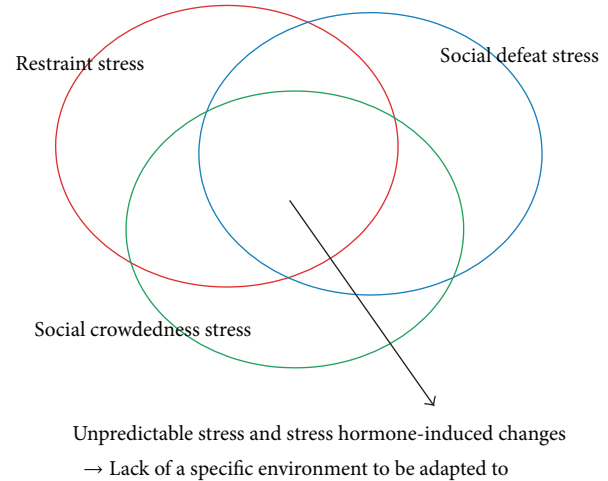 Restraint stress
Social defeat stress
Social crowdedness stress
Unpredictable stress and stress hormone-induced changes
→ Lack of a specific environment to be adapted to